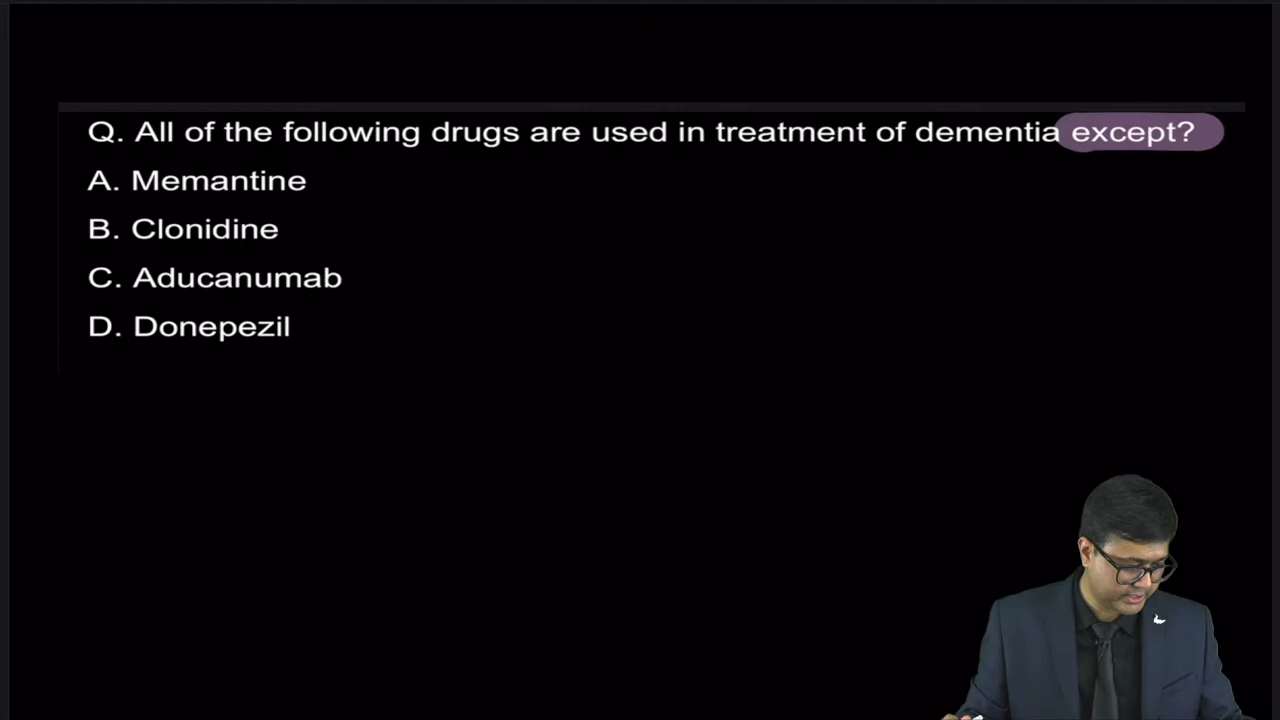 Q. All of the following drugs are used in treatment of dementia except?
A. Memantine
B. Clonidine
C. Aducanumab
D. Donepezil